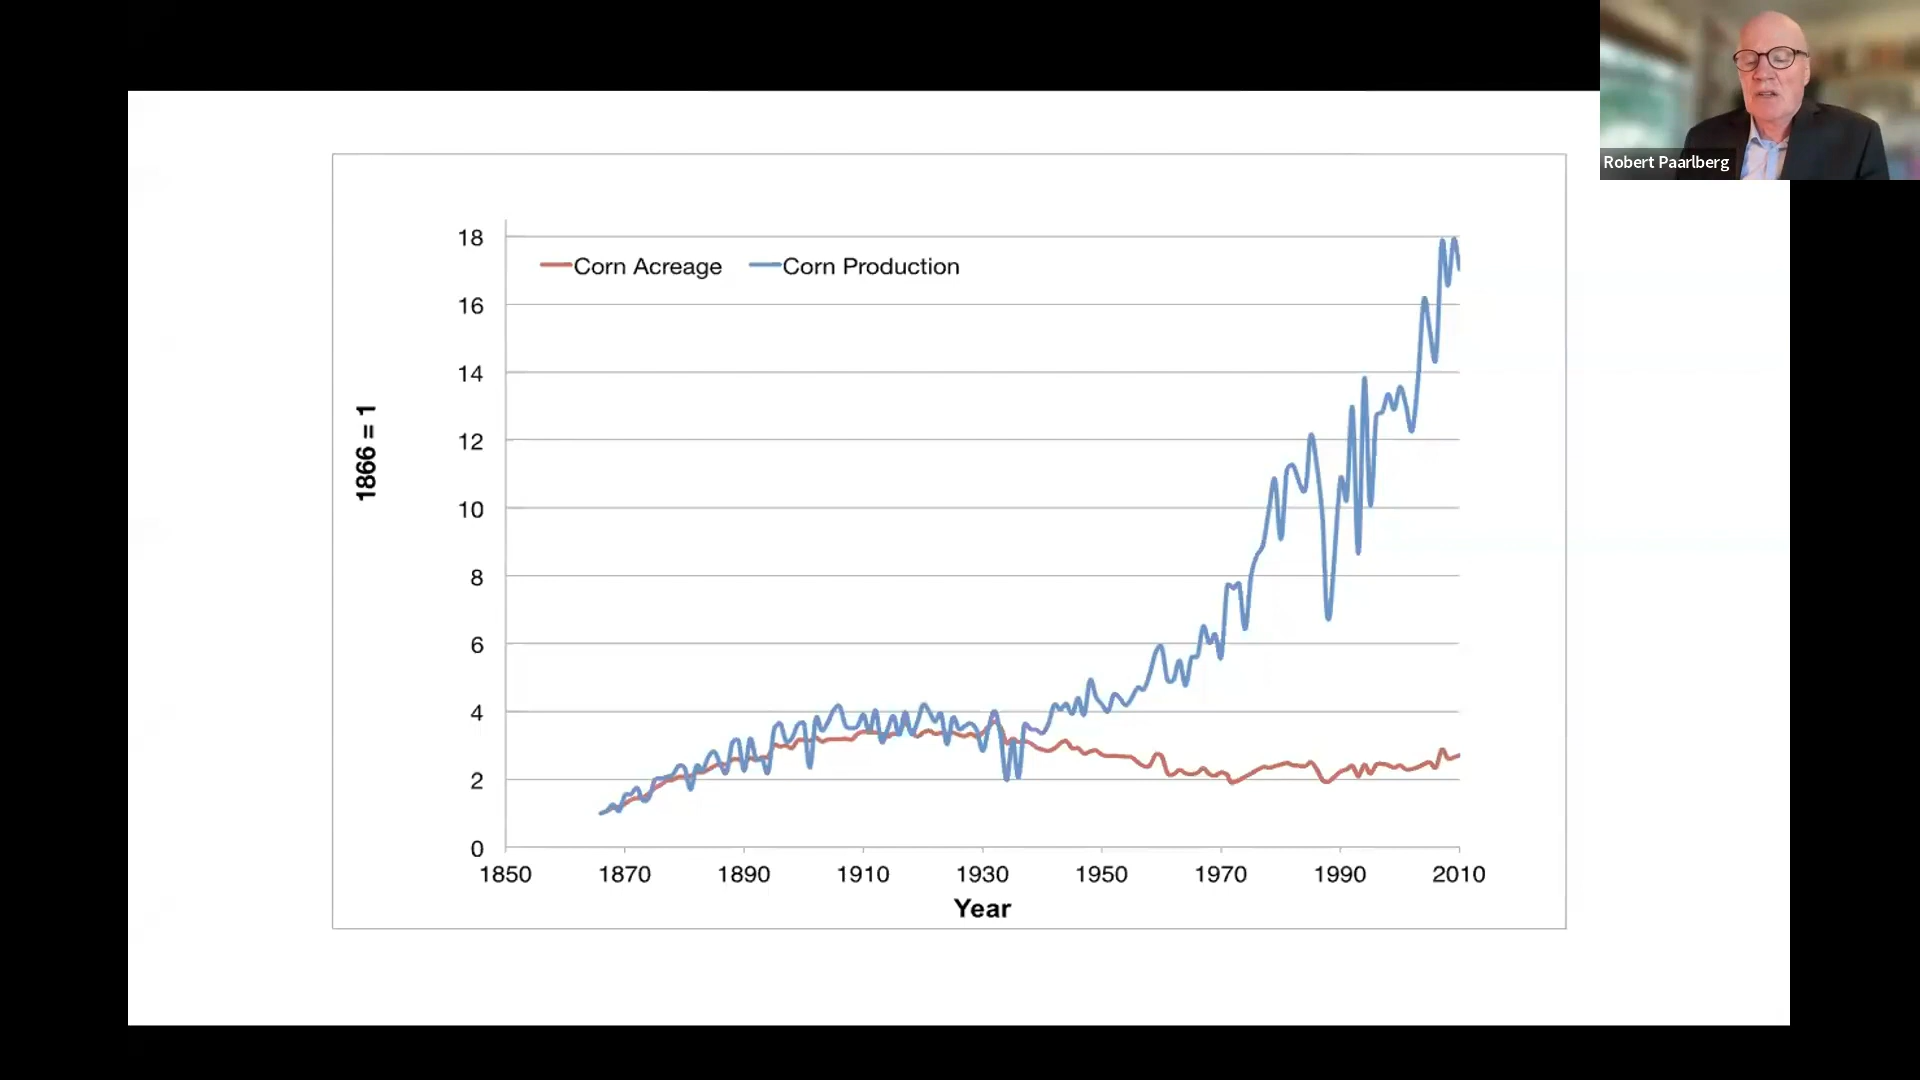 Robert Paarlberg
Corn Acreage Corn Production
1866 = 1
18
16
14
12
10
8
6
4
2
0
1850 1870 1890 1910 1930 1950 1970 1990 2010
Year